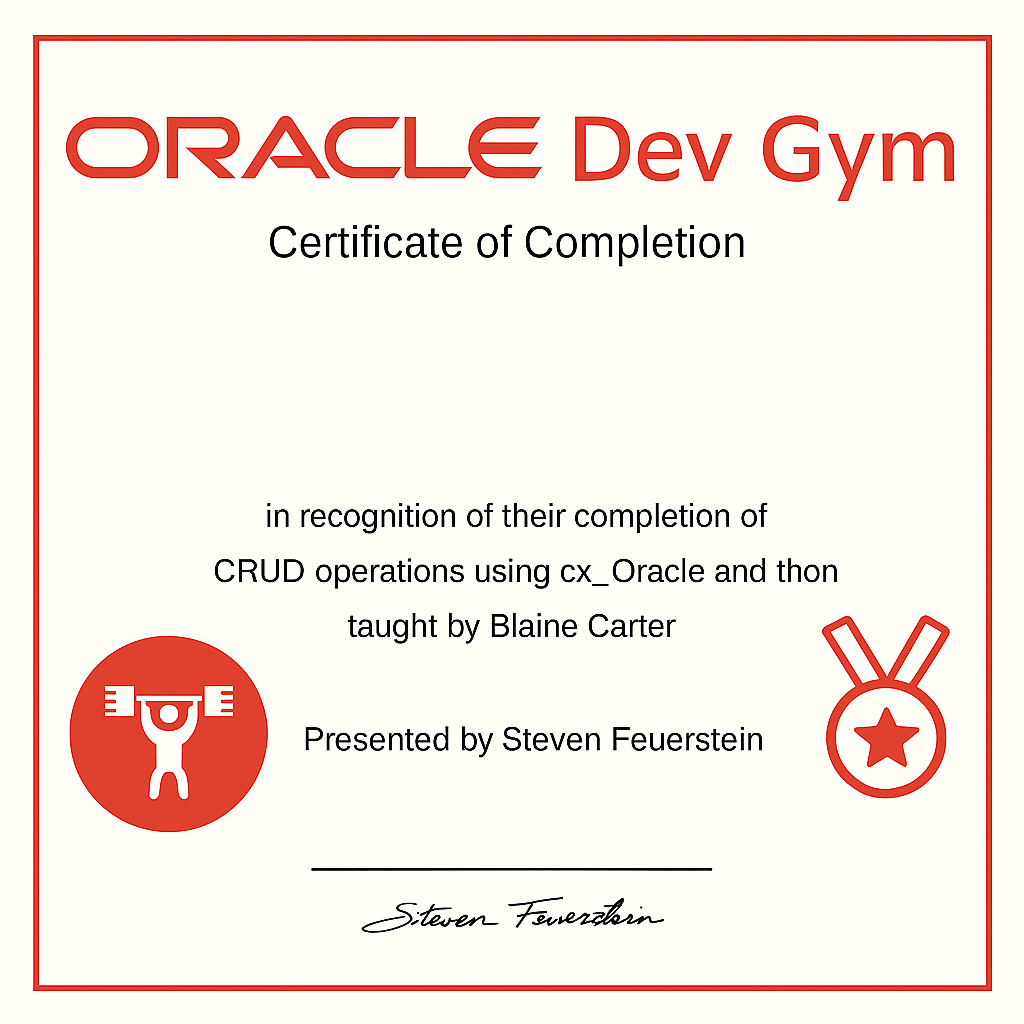 ORACLE Dev Gym
Certificate of Completion
in recognition of their completion of
CRUD operations using cx_Oracle and thon
taught by Blaine Carter
Presented by Steven Feuerstein
Steven Feuerstein